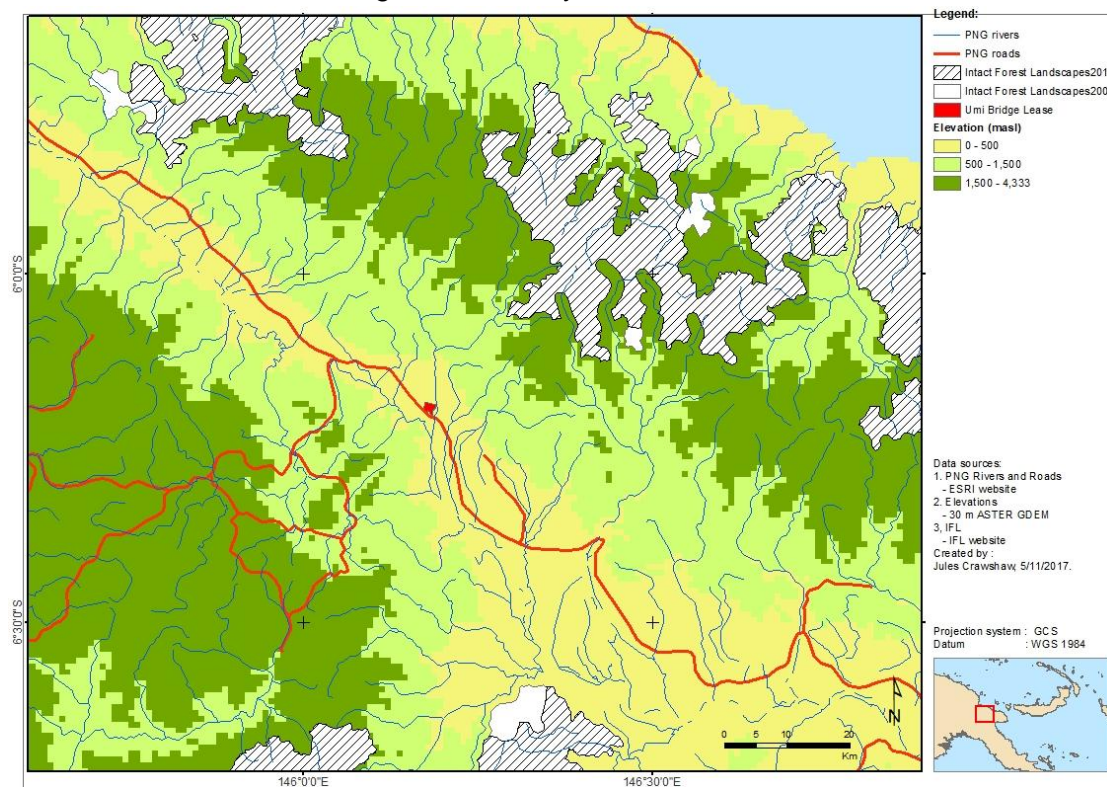 Legend:
PNG rivers
PNG roads
Intact Forest Landscapes201
Intact Forest Landscapes200
Umi Bridge Lease
Elevation (masl)
0 - 500
500 - 1,500
1,500 - 4,333
6°0'0"S
6°30'0"S
146°0'0"E
146°30'0"E
N
0 5 10 20
Km
Data sources:
1. PNG Rivers and Roads
- ESRI website
2. Elevations
- 30 m ASTER GDEM
3, IFL
- IFL website
Created by :
Jules Crawshaw, 5/11/2017.
Projection system : GCS
Datum : WGS 1984